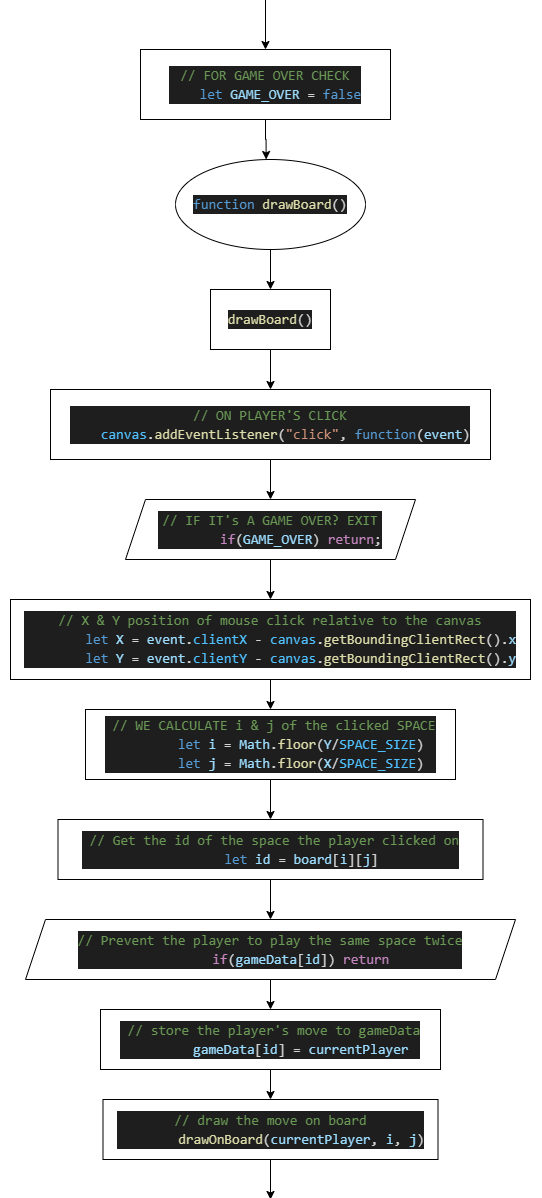 // FOR GAME OVER CHECK
let GAME_OVER = false
function drawBoard()
drawBoard()
// ON PLAYER'S CLICK
canvas.addEventListener("click", function(event)
// IF IT's A GAME OVER? EXIT
if(GAME_OVER) return;
// X & Y position of mouse click relative to the canvas
let X = event.clientX - canvas.getBoundingClientRect().x
let Y = event.clientY - canvas.getBoundingClientRect().y
// WE CALCULATE i & j of the clicked SPACE
let i = Math.floor(Y/SPACE_SIZE)
let j = Math.floor(X/SPACE_SIZE)
// Get the id of the space the player clicked on
let id = board[i][j]
// Prevent the player to play the same space twice
if(gameData[id]) return
// store the player's move to gameData
gameData[id] = currentPlayer
// draw the move on board
drawOnBoard(currentPlayer, i, j)